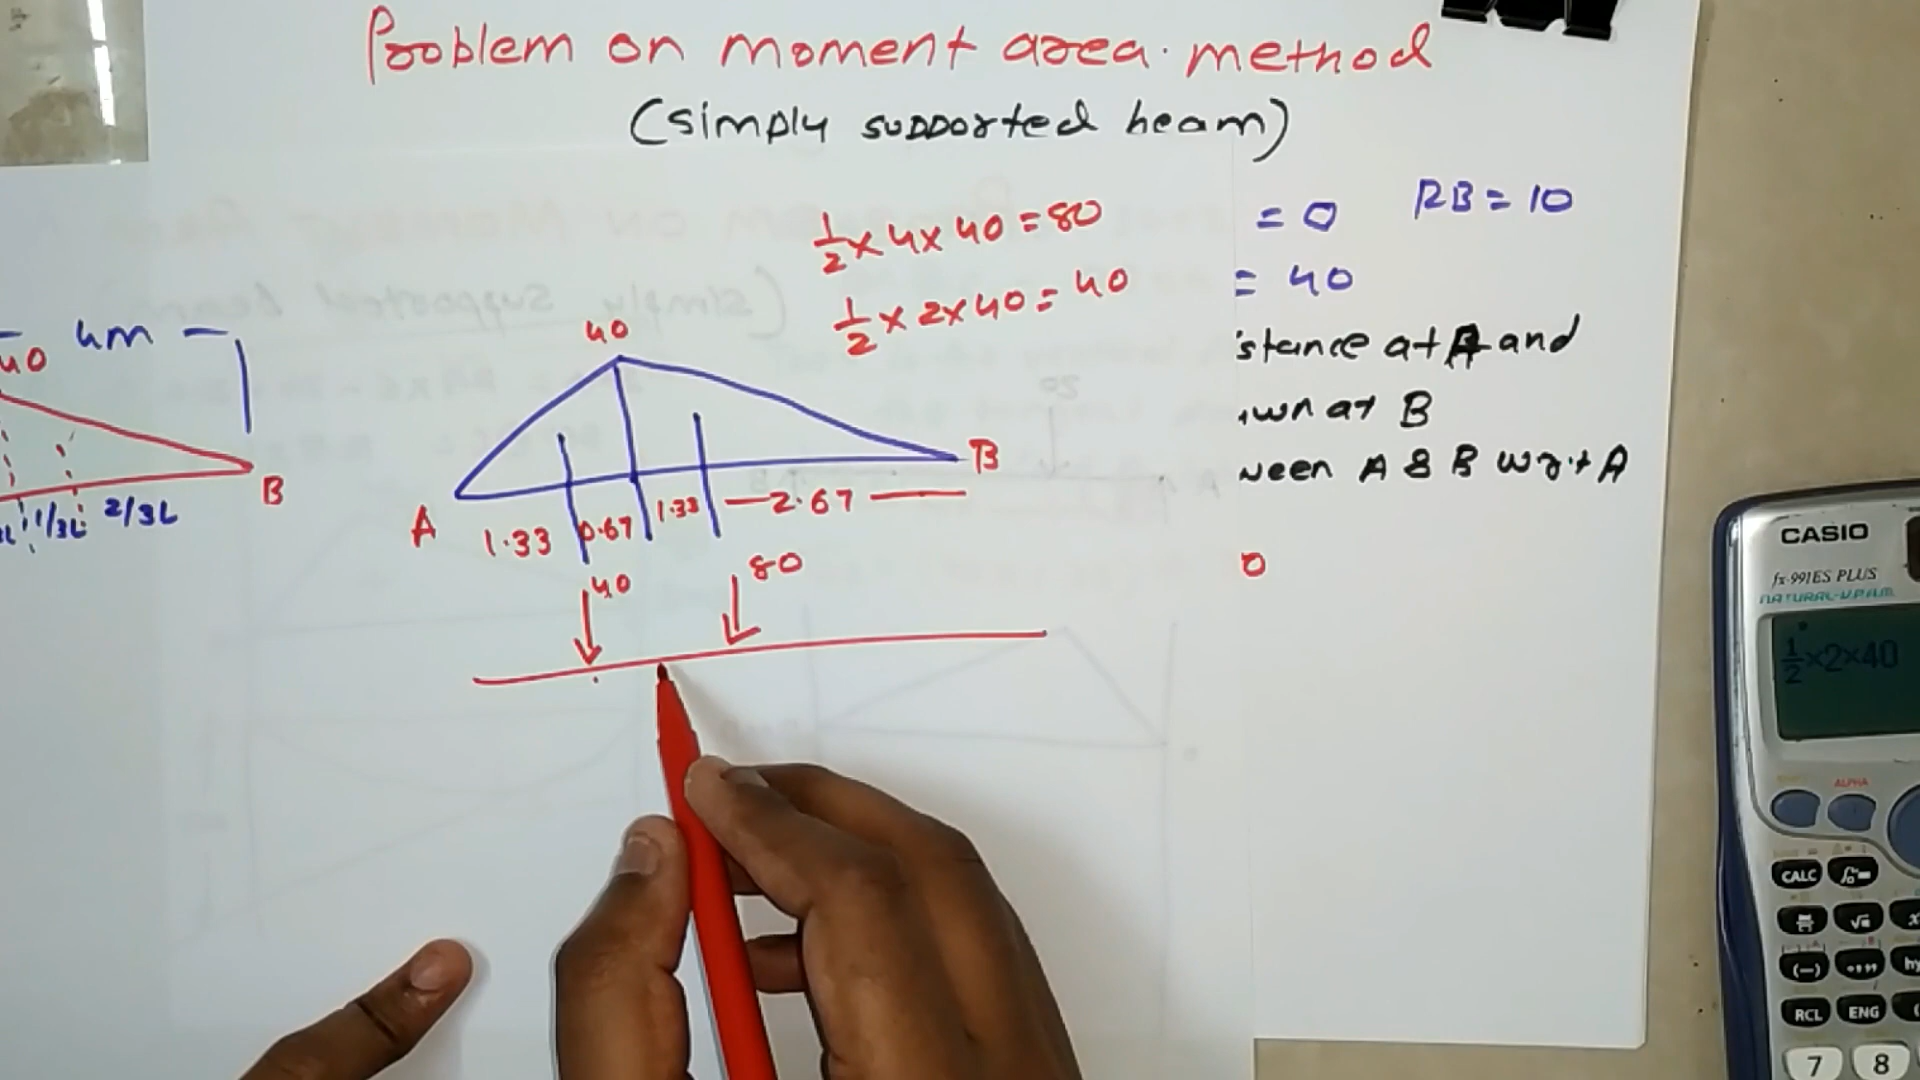 Problem on moment area method
(simply supported beam)
1/2 x 4 x 40 = 80
= 0 RB = 10
1/2 x 2 x 40 = 40
= 40
4m
40
40
stance at A and
wn at B
ween A & B w.r.t A
A
B
B
1/3L 2/3L
1.33 0.67 1.33 2.67
0
40
80
CASIO
fx-991ES PLUS
NATURAL-V.P.A.M.
1/2×2×40
ALPHA
CALC
(-)
RCL ENG
7 8